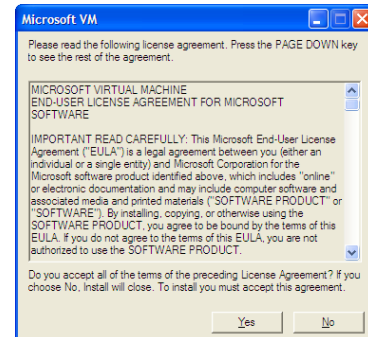 Microsoft VM
Please read the following license agreement. Press the PAGE DOWN key
to see the rest of the agreement.
MICROSOFT VIRTUAL MACHINE
END-USER LICENSE AGREEMENT FOR MICROSOFT
SOFTWARE
IMPORTANT READ CAREFULLY: This Microsoft End-User License
Agreement ("EULA") is a legal agreement between you (either an
individual or a single entity) and Microsoft Corporation for the
Microsoft software product identified above, which includes "online"
or electronic documentation and may include computer software and
associated media and printed materials ("SOFTWARE PRODUCT" or
"SOFTWARE"). By installing, copying, or otherwise using the
SOFTWARE PRODUCT, you agree to be bound by the terms of this
EULA. If you do not agree to the terms of this EULA, you are not
authorized to use the SOFTWARE PRODUCT.
Do you accept all of the terms of the preceding License Agreement? If you
choose No, Install will close. To install you must accept this agreement.
Yes No